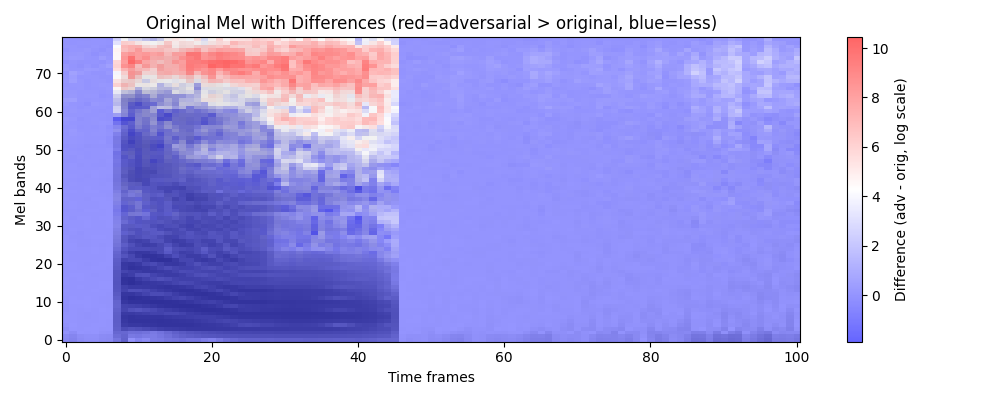 Original Mel with Differences (red=adversarial > original, blue=less)
Mel bands
70
60
50
40
30
20
10
0
0 20 40 60 80 100
Time frames
10
8
6
4
2
0
Difference (adv - orig, log scale)